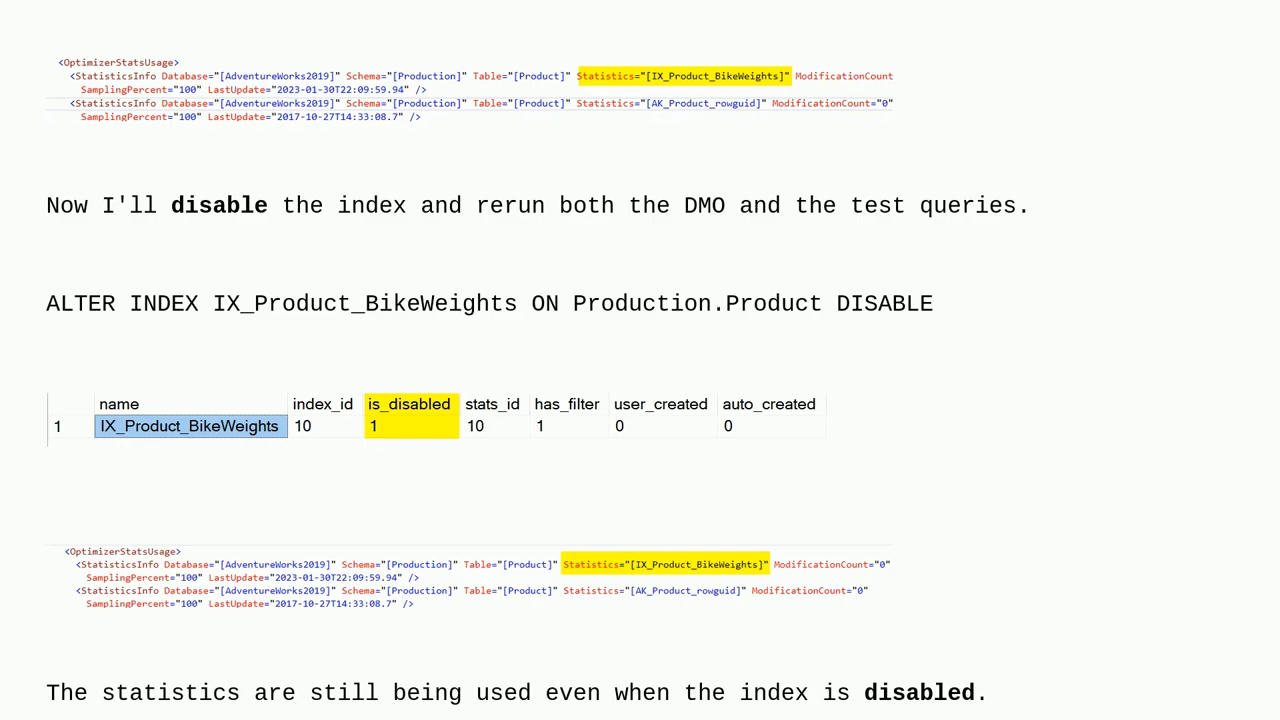 <OptimizerStatsUsage>
<StatisticsInfo Database="[AdventureWorks2019]" Schema="[Production]" Table="[Product]" Statistics="[IX_Product_BikeWeights]" ModificationCount
SamplingPercent="100" LastUpdate="2023-01-30T22:09:59.94" />
<StatisticsInfo Database="[AdventureWorks2019]" Schema="[Production]" Table="[Product]" Statistics="[AK_Product_rowguid]" ModificationCount="0"
SamplingPercent="100" LastUpdate="2017-10-27T14:33:08.7" />
Now I'll disable the index and rerun both the DMO and the test queries.
ALTER INDEX IX_Product_BikeWeights ON Production.Product DISABLE
name index_id is_disabled stats_id has_filter user_created auto_created
1 IX_Product_BikeWeights 10 1 10 1 0 0
<OptimizerStatsUsage>
<StatisticsInfo Database="[AdventureWorks2019]" Schema="[Production]" Table="[Product]" Statistics="[IX_Product_BikeWeights]" ModificationCount="0"
SamplingPercent="100" LastUpdate="2023-01-30T22:09:59.94" />
<StatisticsInfo Database="[AdventureWorks2019]" Schema="[Production]" Table="[Product]" Statistics="[AK_Product_rowguid]" ModificationCount="0"
SamplingPercent="100" LastUpdate="2017-10-27T14:33:08.7" />
The statistics are still being used even when the index is disabled.